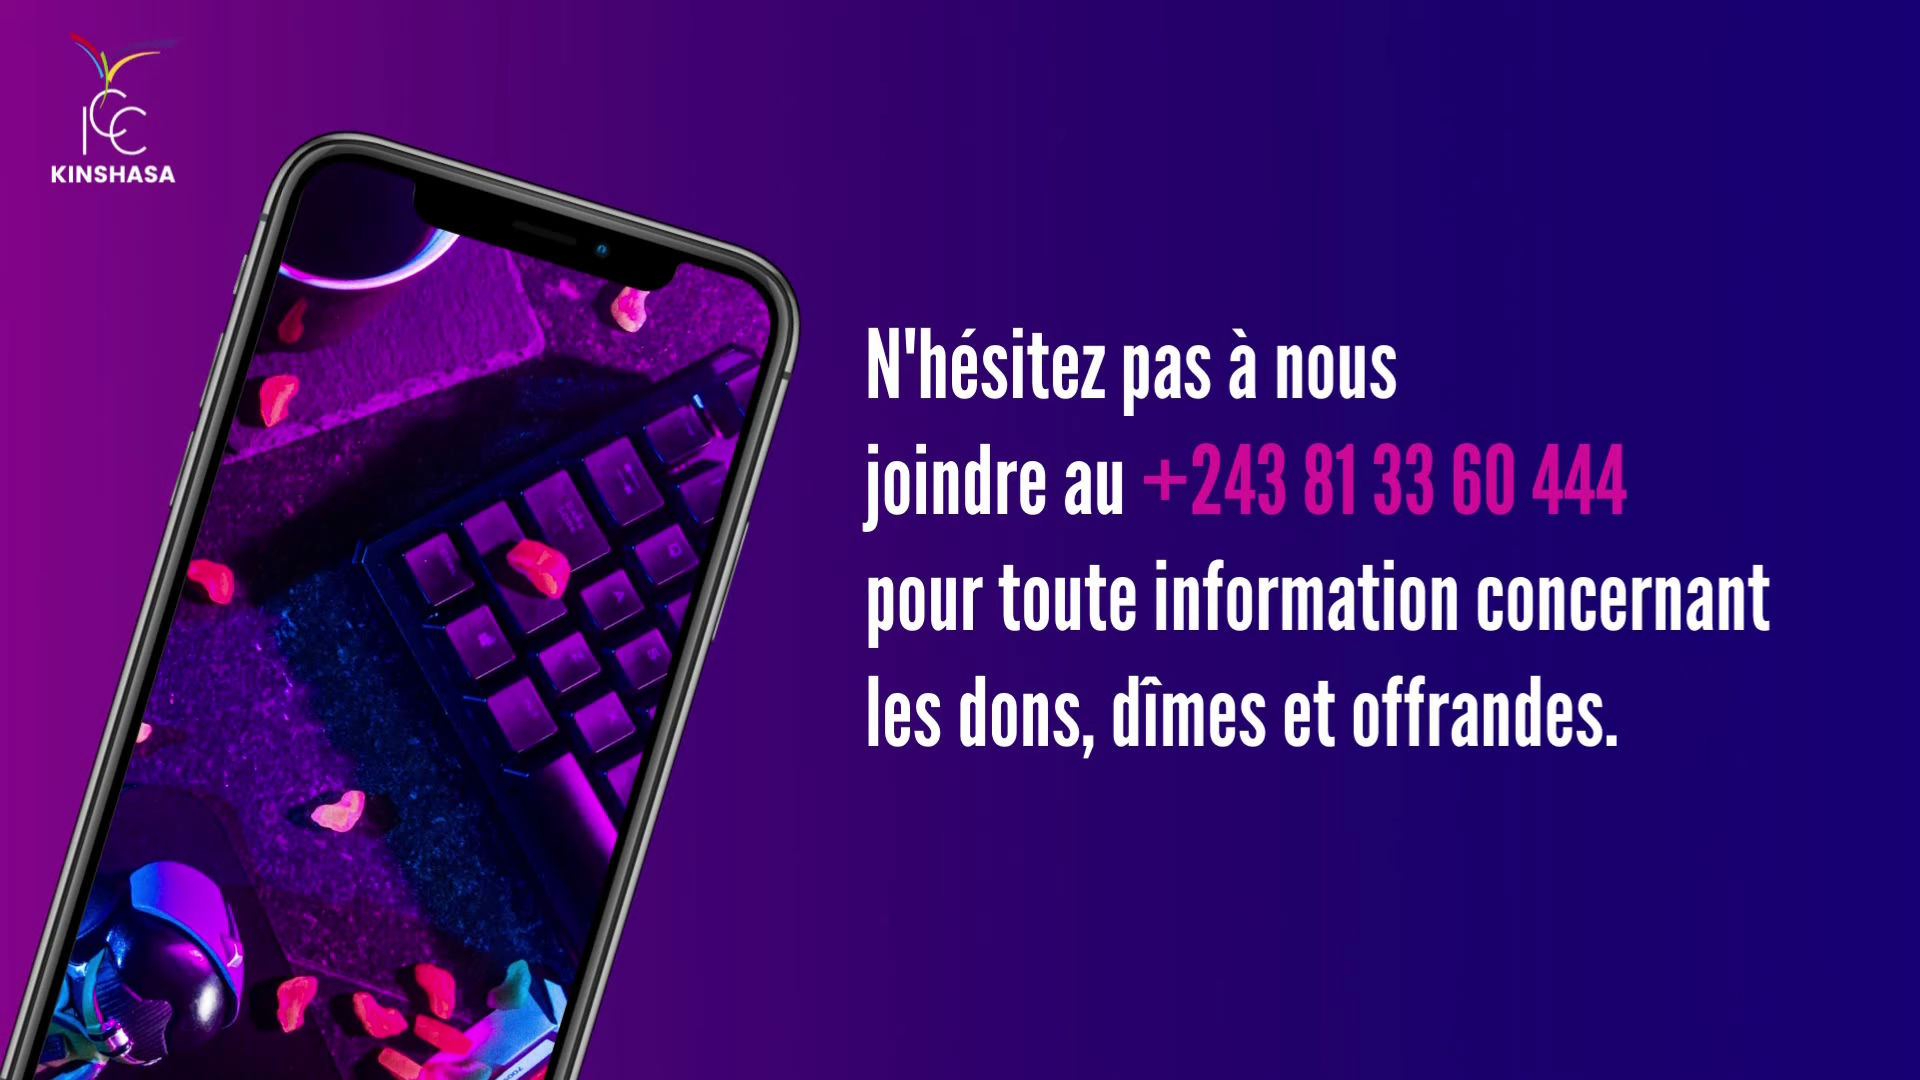 ICC
KINSHASA
N'hésitez pas à nous
joindre au +243 81 33 60 444
pour toute information concernant
les dons, dîmes et offrandes.